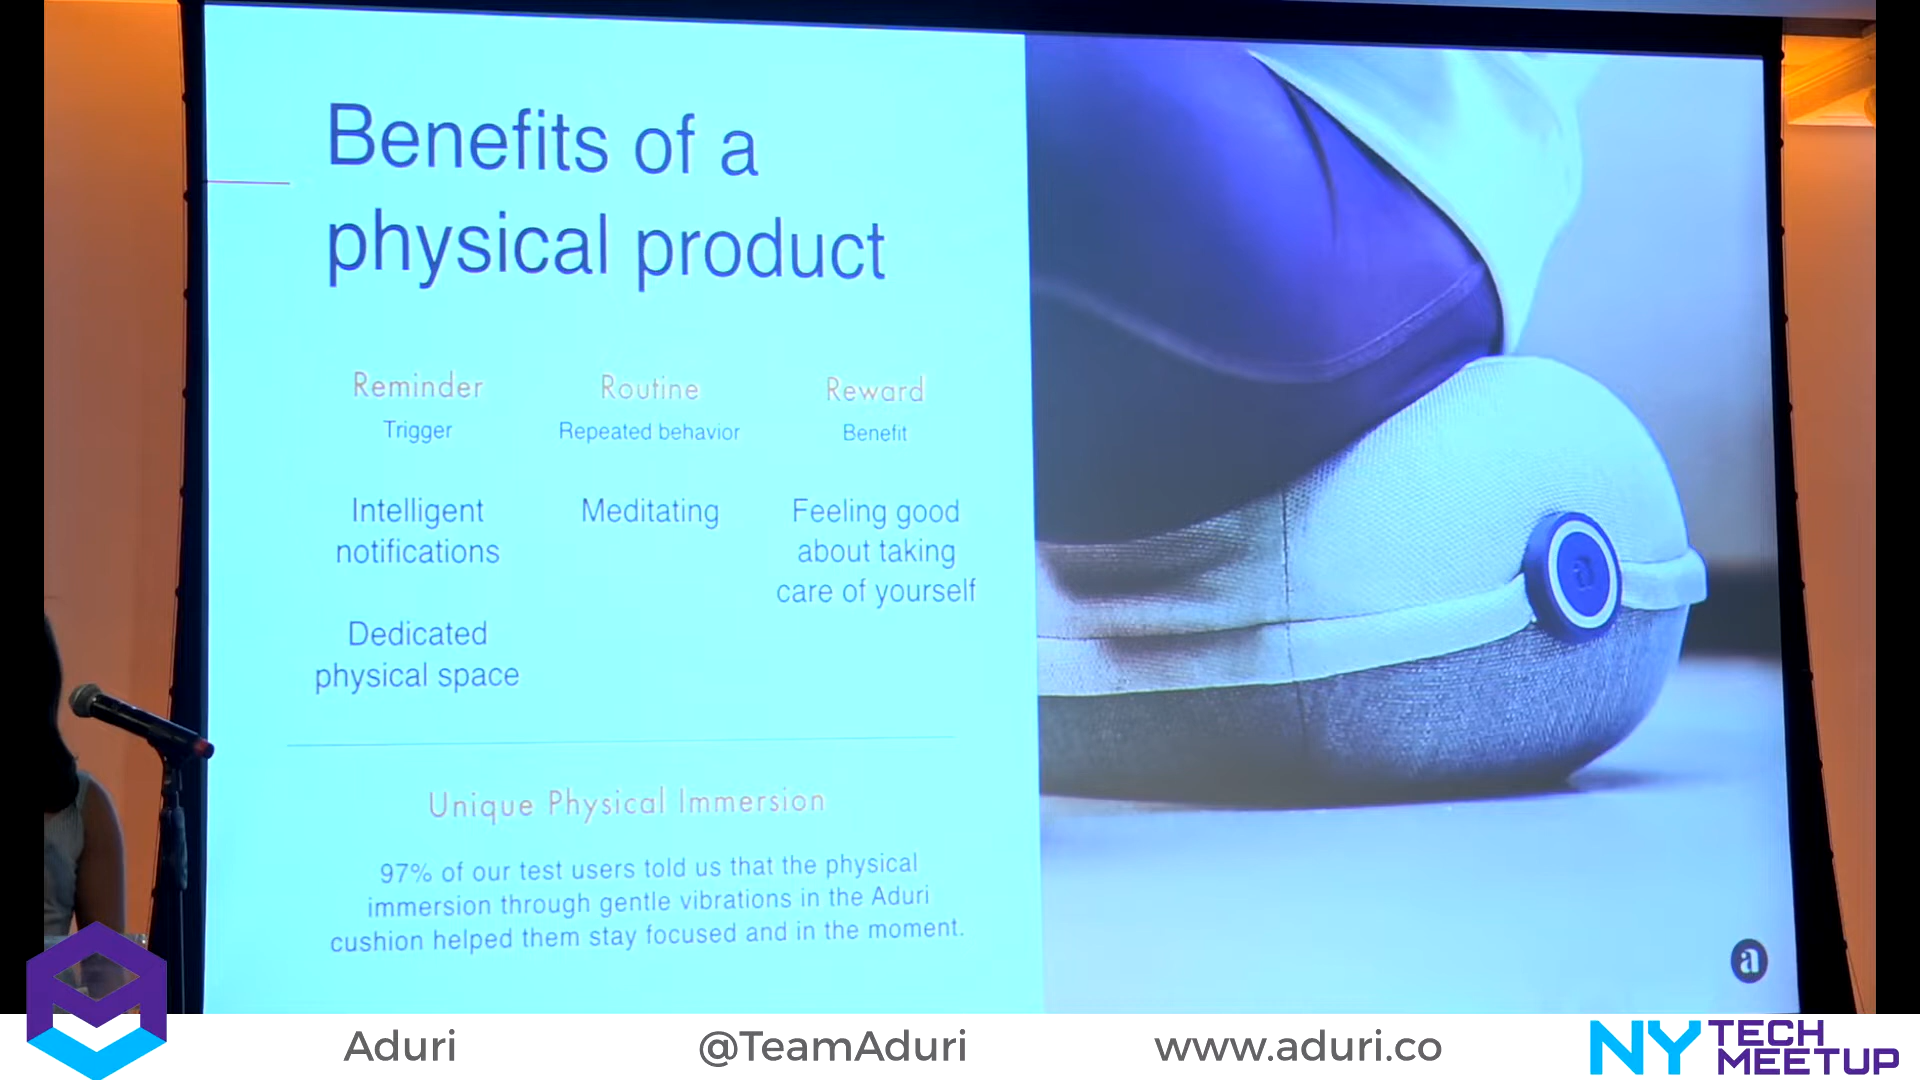 Benefits of a
physical product
Reminder
Trigger
Intelligent
notifications
Dedicated
physical space
Routine
Repeated behavior
Meditating
Reward
Benefit
Feeling good
about taking
care of yourself
Unique Physical Immersion
97% of our test users told us that the physical
immersion through gentle vibrations in the Aduri
cushion helped them stay focused and in the moment.
a
a
Aduri
@TeamAduri
www.aduri.co
NY TECH
MEETUP